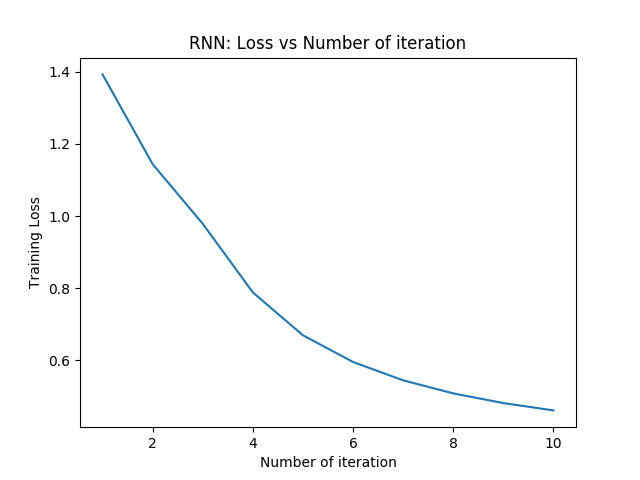 RNN: Loss vs Number of iteration
1.4
1.2
1.0
0.8
0.6
Training Loss
2 4 6 8 10
Number of iteration